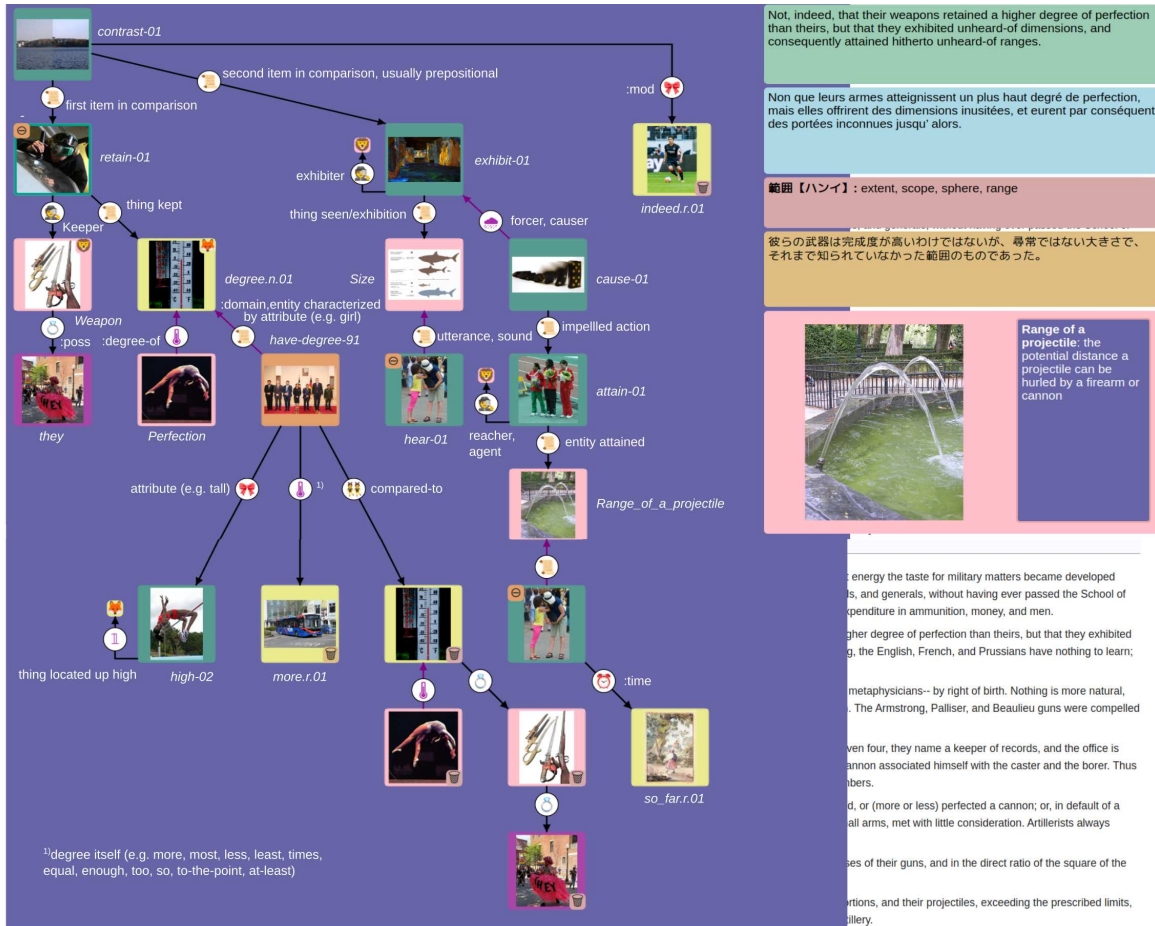 contrast-01
second item in comparison, usually prepositional
first item in comparison
:mod
-
retain-01
exhibit-01
exhibiter
indeed.r.01
thing kept
Keeper
thing seen/exhibition
forcer, causer
degree.n.01
Size
cause-01
:domain,entity characterized
by attribute (e.g. girl)
Weapon
:poss
:degree-of
have-degree-91
utterance, sound
impellled action
attain-01
HEY
they
Perfection
hear-01
reacher,
agent
entity attained
attribute (e.g. tall)
1)
compared-to
Range_of_a_projectile
thing located up high
high-02
more.r.01
:time
so_far.r.01
HEY
1)degree itself (e.g. more, most, less, least, times,
equal, enough, too, so, to-the-point, at-least)
Not, indeed, that their weapons retained a higher degree of perfection
than theirs, but that they exhibited unheard-of dimensions, and
consequently attained hitherto unheard-of ranges.
Non que leurs armes atteignissent un plus haut degré de perfection,
mais elles offrirent des dimensions inusitées, et eurent par conséquent
des portées inconnues jusqu' alors.
範囲【ハンイ】: extent, scope, sphere, range
彼らの武器は完成度が高いわけではないが、尋常ではない大きさで、
それまで知られていなかった範囲のものであった。
Range of a
projectile: the
potential distance a
projectile can be
hurled by a firearm or
cannon
energy the taste for military matters became developed
ls, and generals, without having ever passed the School of
xpenditure in ammunition, money, and men.
gher degree of perfection than theirs, but that they exhibited
g, the English, French, and Prussians have nothing to learn;
metaphysicians-- by right of birth. Nothing is more natural,
. The Armstrong, Palliser, and Beaulieu guns were compelled
ven four, they name a keeper of records, and the office is
annon associated himself with the caster and the borer. Thus
nbers.
d, or (more or less) perfected a cannon; or, in default of a
all arms, met with little consideration. Artillerists always
ses of their guns, and in the direct ratio of the square of the
ortions, and their projectiles, exceeding the prescribed limits,
tillery.